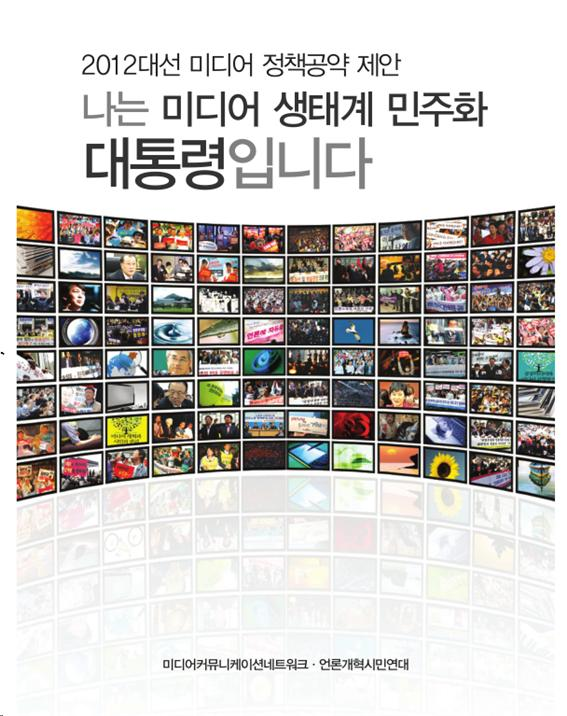 2012대선 미디어 정책공약 제안
나는 미디어 생태계 민주화
대통령입니다
미디어커뮤니케이션네트워크 · 언론개혁시민연대